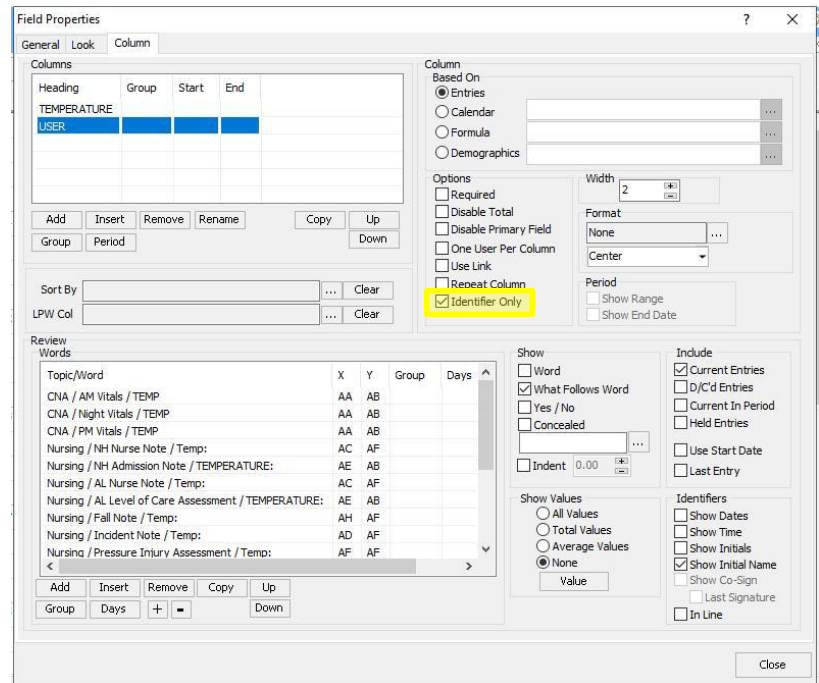 Field Properties
? X
General Look Column
Columns
Heading Group Start End
TEMPERATURE
USER
Add Insert Remove Rename Copy Up
Group Period Down
Sort By ... Clear
LPW Col ... Clear
Column
Based On
Entries
Calendar ...
Formula ...
Demographics ...
Options
Required
Disable Total
Disable Primary Field
One User Per Column
Use Link
Repeat Column
Identifier Only
Width
2
Format
None ...
Center
Period
Show Range
Show End Date
Review
Words
Topic/Word X Y Group Days
CNA / AM Vitals / TEMP AA AB
CNA / Night Vitals / TEMP AA AB
CNA / PM Vitals / TEMP AA AB
Nursing / NH Nurse Note / Temp: AC AF
Nursing / NH Admission Note / TEMPERATURE: AE AB
Nursing / AL Nurse Note / Temp: AC AF
Nursing / AL Level of Care Assessment / TEMPERATURE: AE AB
Nursing / Fall Note / Temp: AH AF
Nursing / Incident Note / Temp: AD AF
Nursing / Pressure Injury Assessment / Temp: AF AF
Add Insert Remove Copy Up
Group Days + - Down
Show
Word
What Follows Word
Yes / No
Concealed
...
Indent 0.00
Show Values
All Values
Total Values
Average Values
None
Value
Include
Current Entries
D/C'd Entries
Current In Period
Held Entries
Use Start Date
Last Entry
Identifiers
Show Dates
Show Time
Show Initials
Show Initial Name
Show Co-Sign
Last Signature
In Line
Close